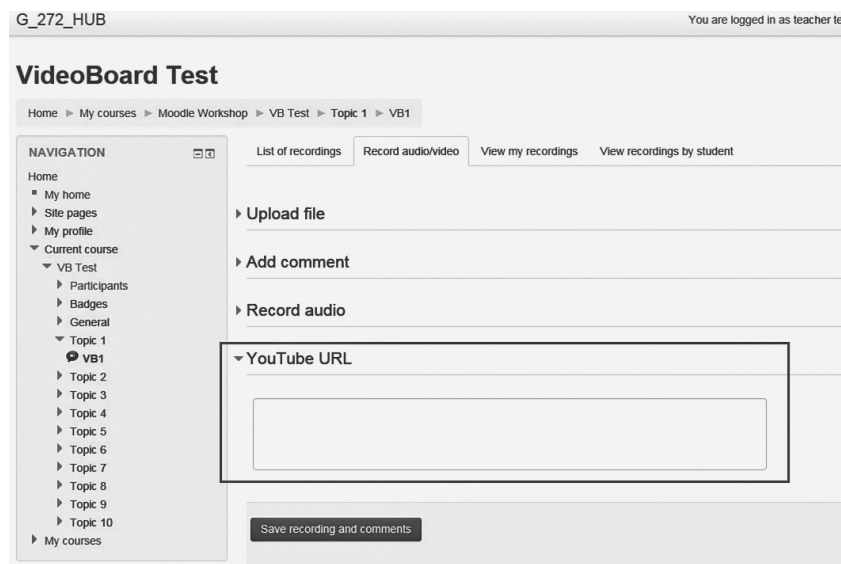 G_272_HUB
You are logged in as teacher te
VideoBoard Test
Home ► My courses ► Moodle Workshop ► VB Test ► Topic 1 ► VB1
NAVIGATION
Home
My home
Site pages
My profile
Current course
VB Test
Participants
Badges
General
Topic 1
VB1
Topic 2
Topic 3
Topic 4
Topic 5
Topic 6
Topic 7
Topic 8
Topic 9
Topic 10
My courses
List of recordings
Record audio/video
View my recordings
View recordings by student
Upload file
Add comment
Record audio
YouTube URL
Save recording and comments